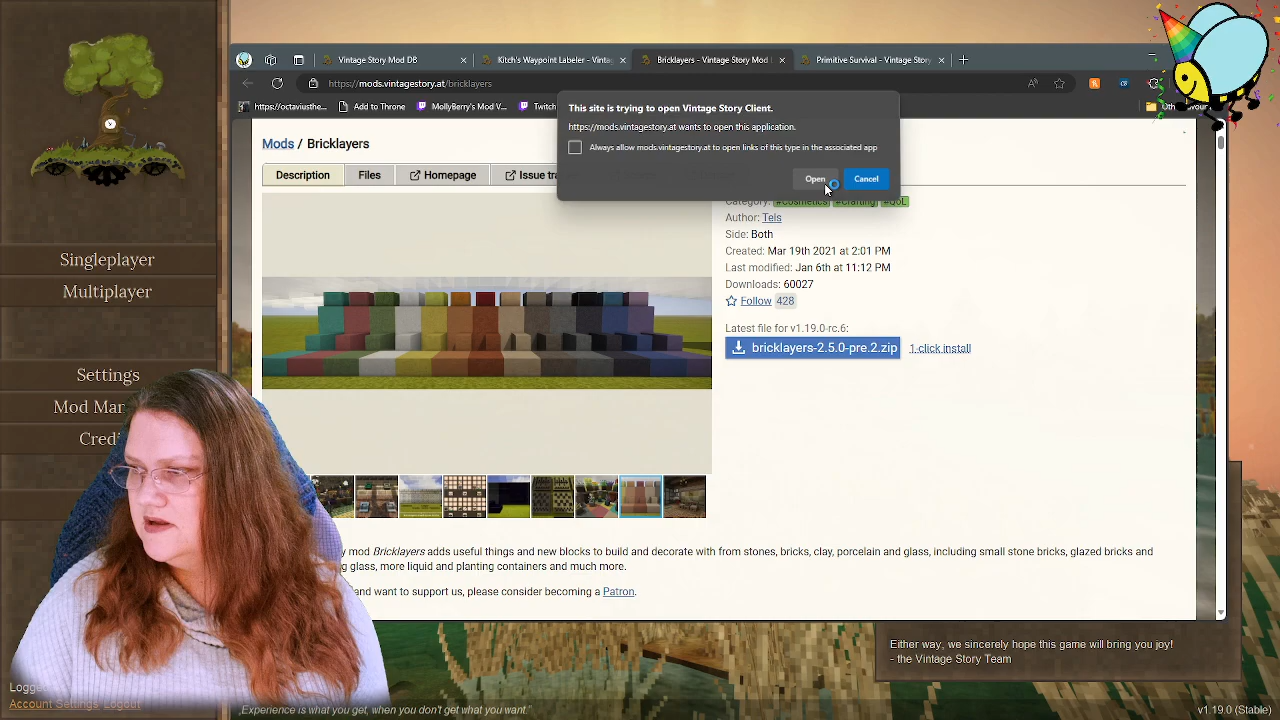 Vintage Story Mod DB
Kitch's Waypoint Labeler - Vintag
Bricklayers - Vintage Story Mod
Primitive Survival - Vintage Story
https://mods.vintagestory.at/bricklayers
https://octaviusthe
Add to Throne
MollyBerry's Mod V
Twitch
This site is trying to open Vintage Story Client.
https://mods.vintagestory.at wants to open this application.
Always allow mods.vintagestory.at to open links of this type in the associated app
Open
Cancel
Mods / Bricklayers
Description
Files
Homepage
Issue tra
Category: #Cosmetics #Crafting #QoL
Author: Tels
Side: Both
Created: Mar 19th 2021 at 2:01 PM
Last modified: Jan 6th at 11:12 PM
Downloads: 60027
Follow 428
Latest file for v1.19.0-rc.6:
bricklayers-2.5.0-pre.2.zip
1-click install
Singleplayer
Multiplayer
Settings
Mod Man
Credi
y mod Bricklayers adds useful things and new blocks to build and decorate with from stones, bricks, clay, porcelain and glass, including small stone bricks, glazed bricks and
g glass, more liquid and planting containers and much more.
and want to support us, please consider becoming a Patron.
Either way, we sincerely hope this game will bring you joy!
- the Vintage Story Team
Logge
Account Settings Logout
„Experience is what you get, when you don't get what you want."
v1.19.0 (Stable)